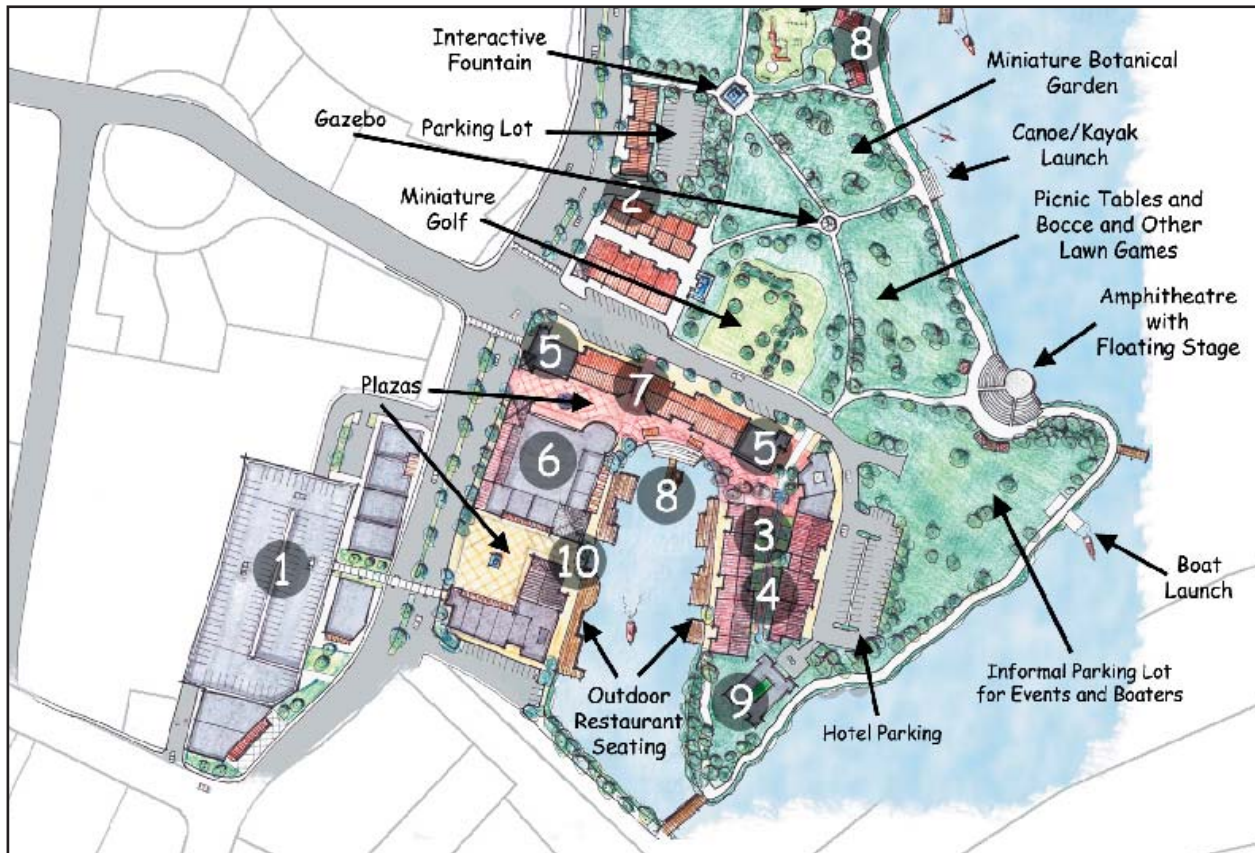 Interactive
Fountain
8
Miniature Botanical
Garden
Gazebo
Parking Lot
Canoe/Kayak
Launch
2
Miniature
Golf
Picnic Tables and
Bocce and Other
Lawn Games
Amphitheatre
with
Floating Stage
5
7
Plazas
5
6
8
3
1
10
4
Boat
Launch
9
Outdoor
Restaurant
Seating
Hotel Parking
Informal Parking Lot
for Events and Boaters